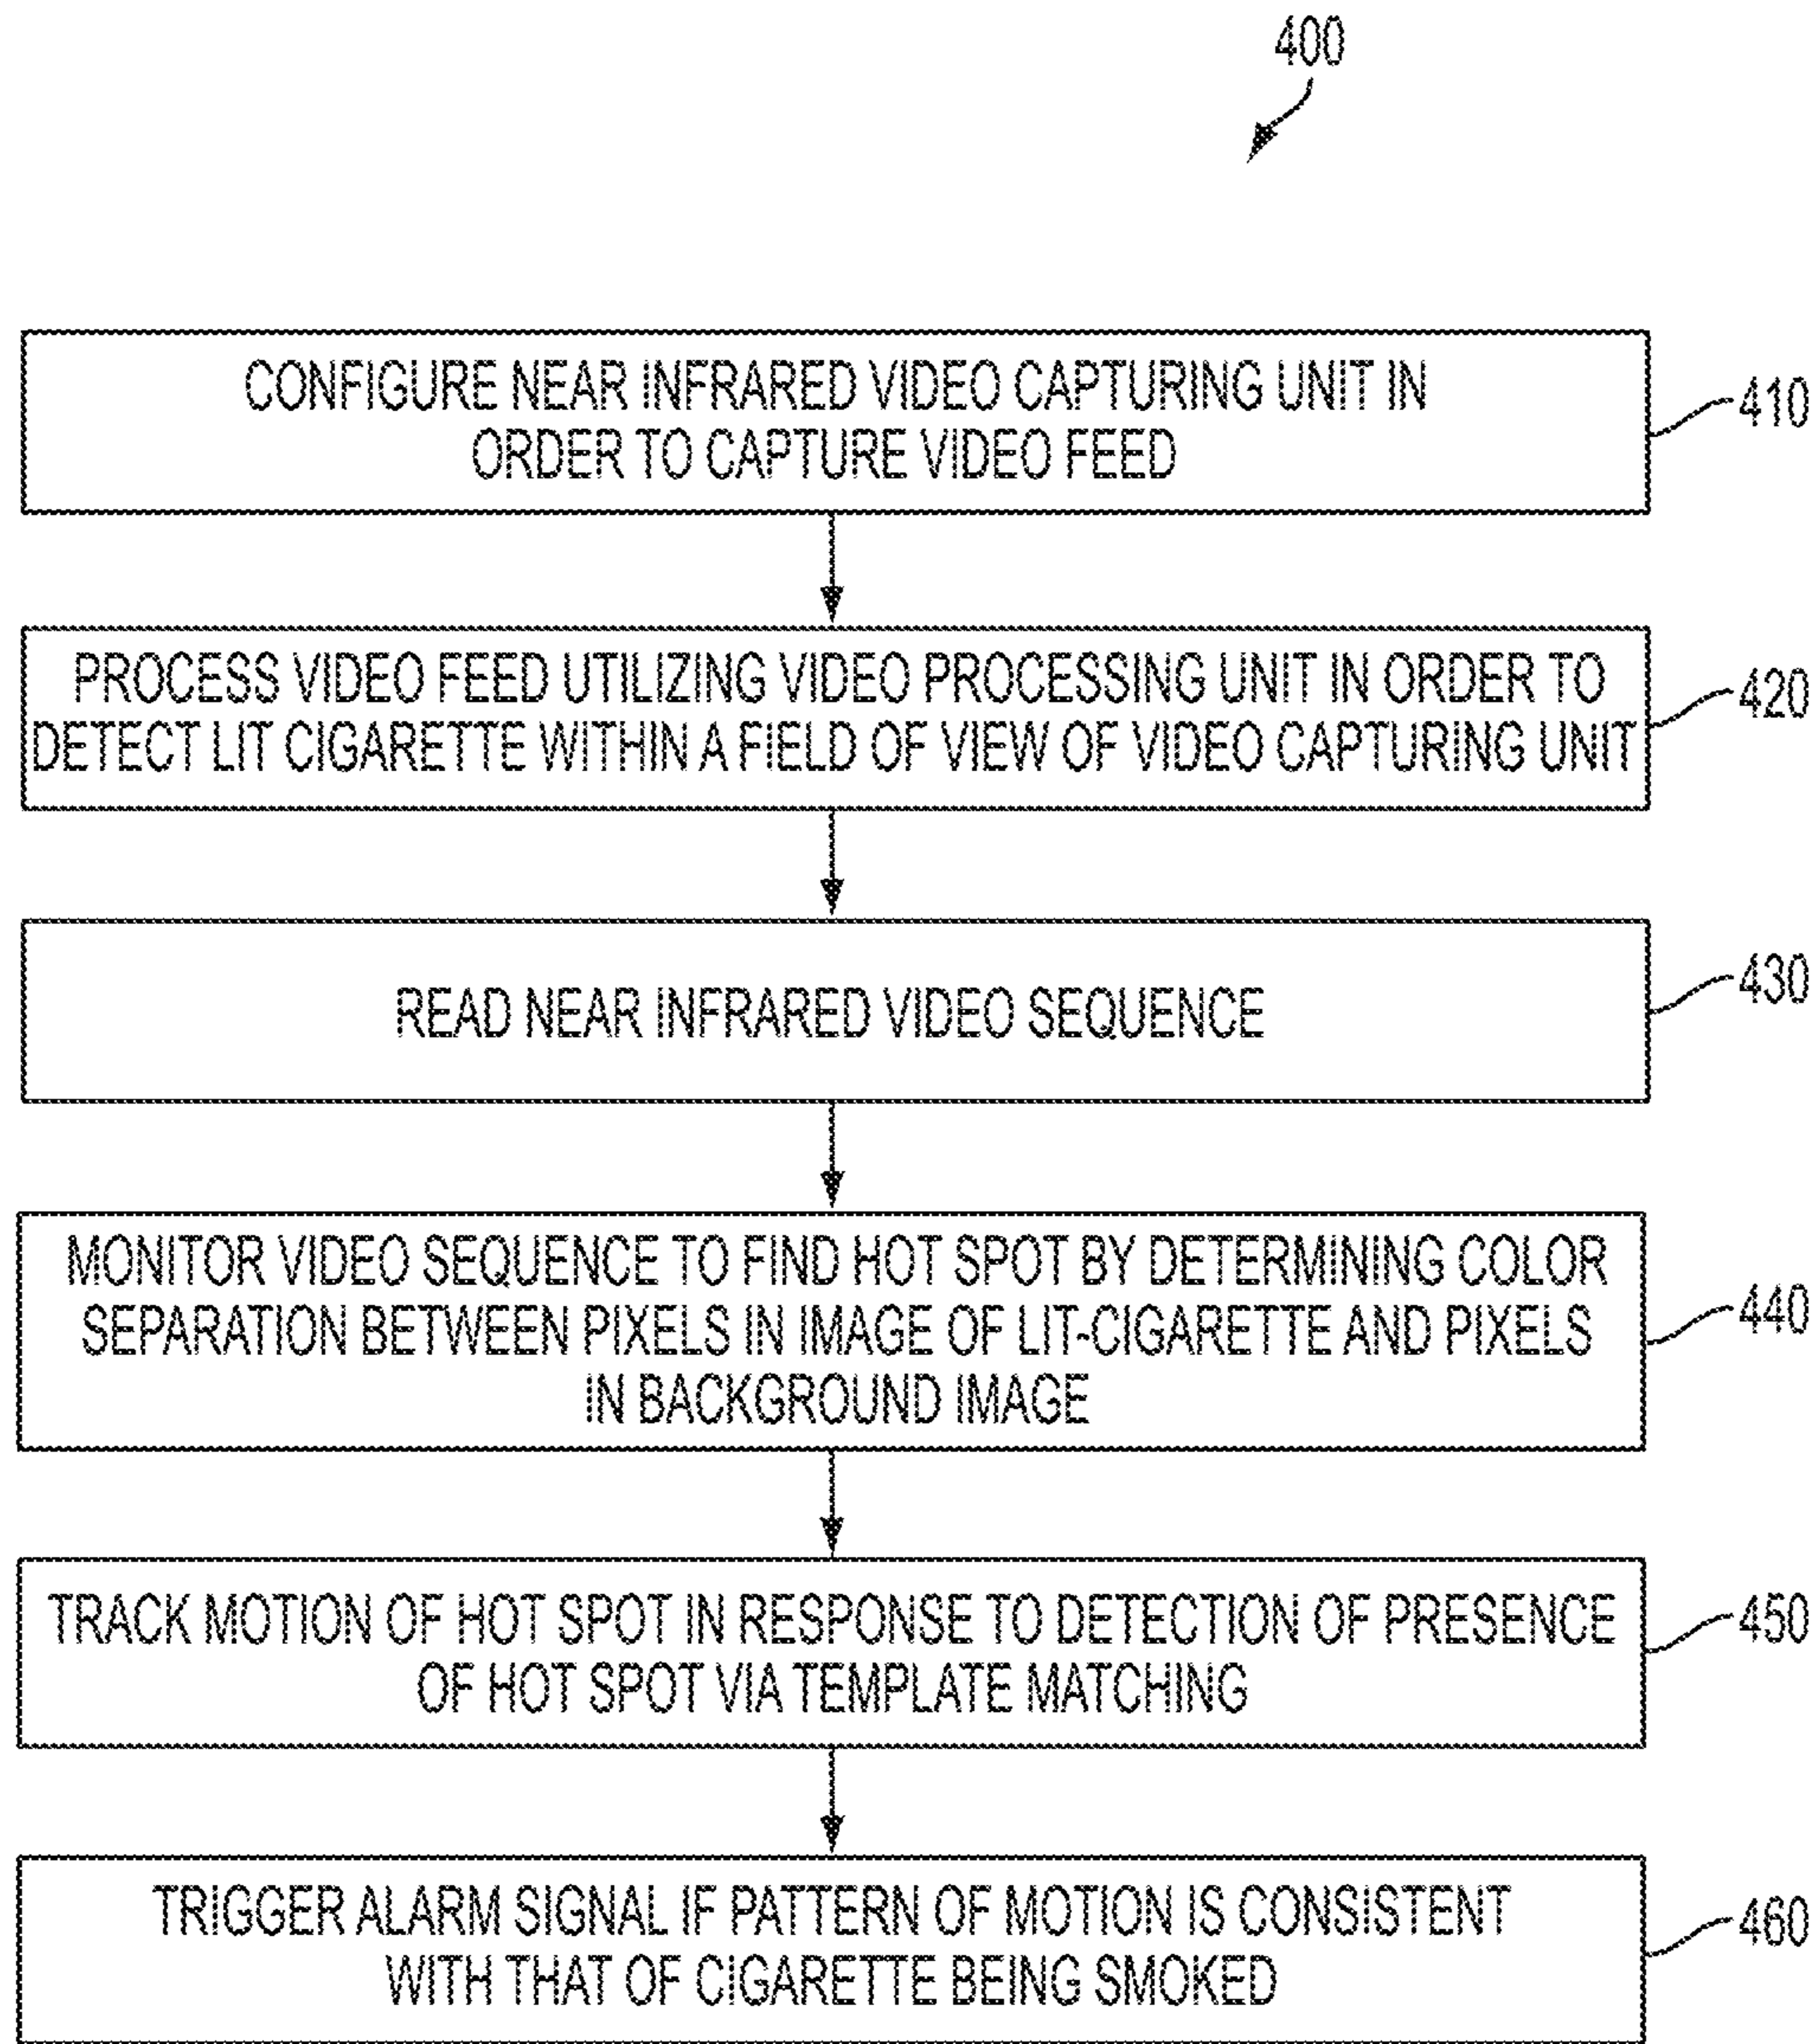 400
CONFIGURE NEAR INFRARED VIDEO CAPTURING UNIT IN
ORDER TO CAPTURE VIDEO FEED
410
PROCESS VIDEO FEED UTILIZING VIDEO PROCESSING UNIT IN ORDER TO
DETECT LIT CIGARETTE WITHIN A FIELD OF VIEW OF VIDEO CAPTURING UNIT
420
READ NEAR INFRARED VIDEO SEQUENCE
430
MONITOR VIDEO SEQUENCE TO FIND HOT SPOT BY DETERMINING COLOR
SEPARATION BETWEEN PIXELS IN IMAGE OF LIT-CIGARETTE AND PIXELS
IN BACKGROUND IMAGE
440
TRACK MOTION OF HOT SPOT IN RESPONSE TO DETECTION OF PRESENCE
OF HOT SPOT VIA TEMPLATE MATCHING
450
TRIGGER ALARM SIGNAL IF PATTERN OF MOTION IS CONSISTENT
WITH THAT OF CIGARETTE BEING SMOKED
460